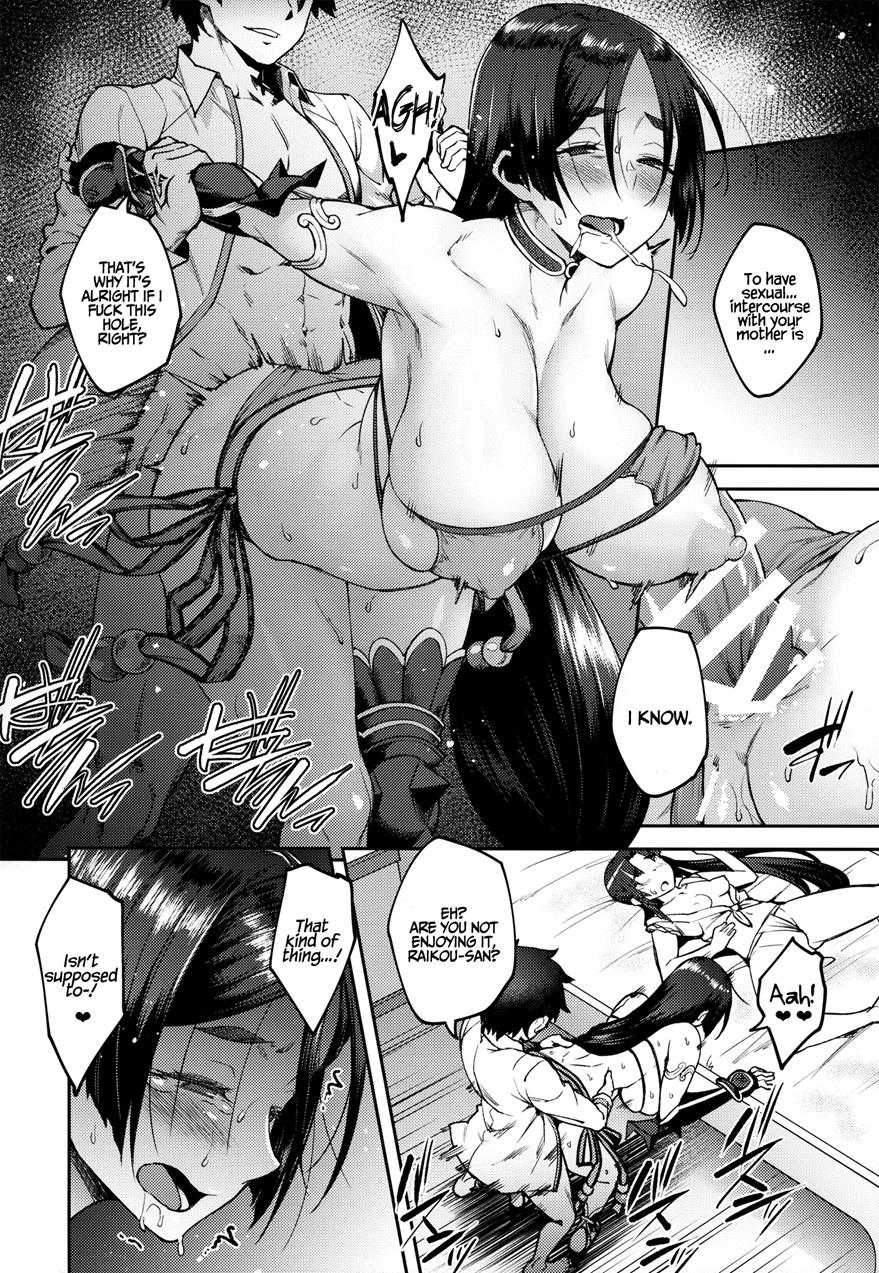 AGH!
♥
To have
sexual...
intercourse
with your
mother is
...
THAT'S
WHY IT'S
ALRIGHT IF I
FUCK THIS
HOLE,
RIGHT?
I KNOW.
EH?
ARE YOU NOT
ENJOYING IT,
RAIKOU-SAN?
Aah!
♥♥
That
kind of
thing...!
Isn't
supposed
to-!
♥